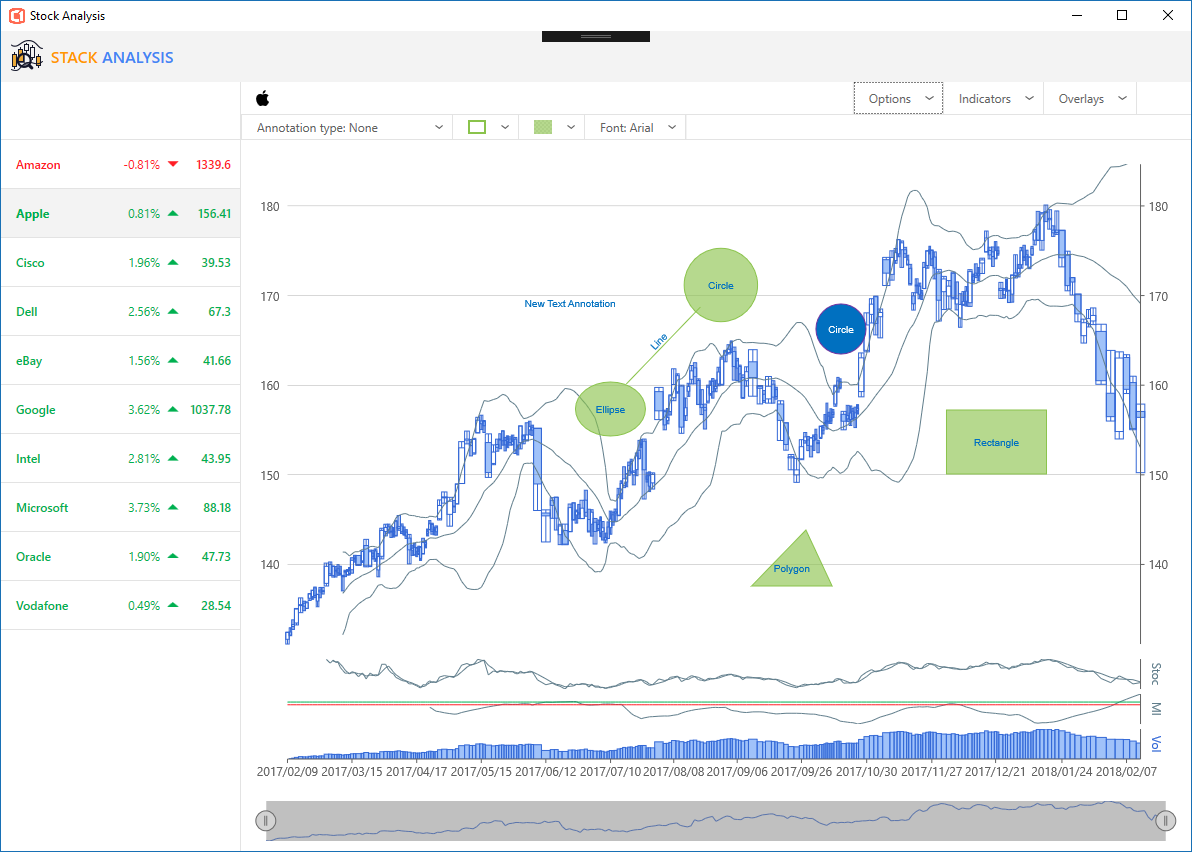 Stock Analysis
STACK ANALYSIS
Options Indicators Overlays
Annotation type: None Font: Arial
Amazon -0.81% 1339.6
Apple 0.81% 156.41
Cisco 1.96% 39.53
Dell 2.56% 67.3
eBay 1.56% 41.66
Google 3.62% 1037.78
Intel 2.81% 43.95
Microsoft 3.73% 88.18
Oracle 1.90% 47.73
Vodafone 0.49% 28.54
180 180
Circle
New Text Annotation
170 170
Circle
Line
160 160
Ellipse
Rectangle
150 150
140 Polygon 140
Stoc
MI
Vol
2017/02/09 2017/03/15 2017/04/17 2017/05/15 2017/06/12 2017/07/10 2017/08/08 2017/09/06 2017/09/26 2017/10/30 2017/11/27 2017/12/21 2018/01/24 2018/02/07